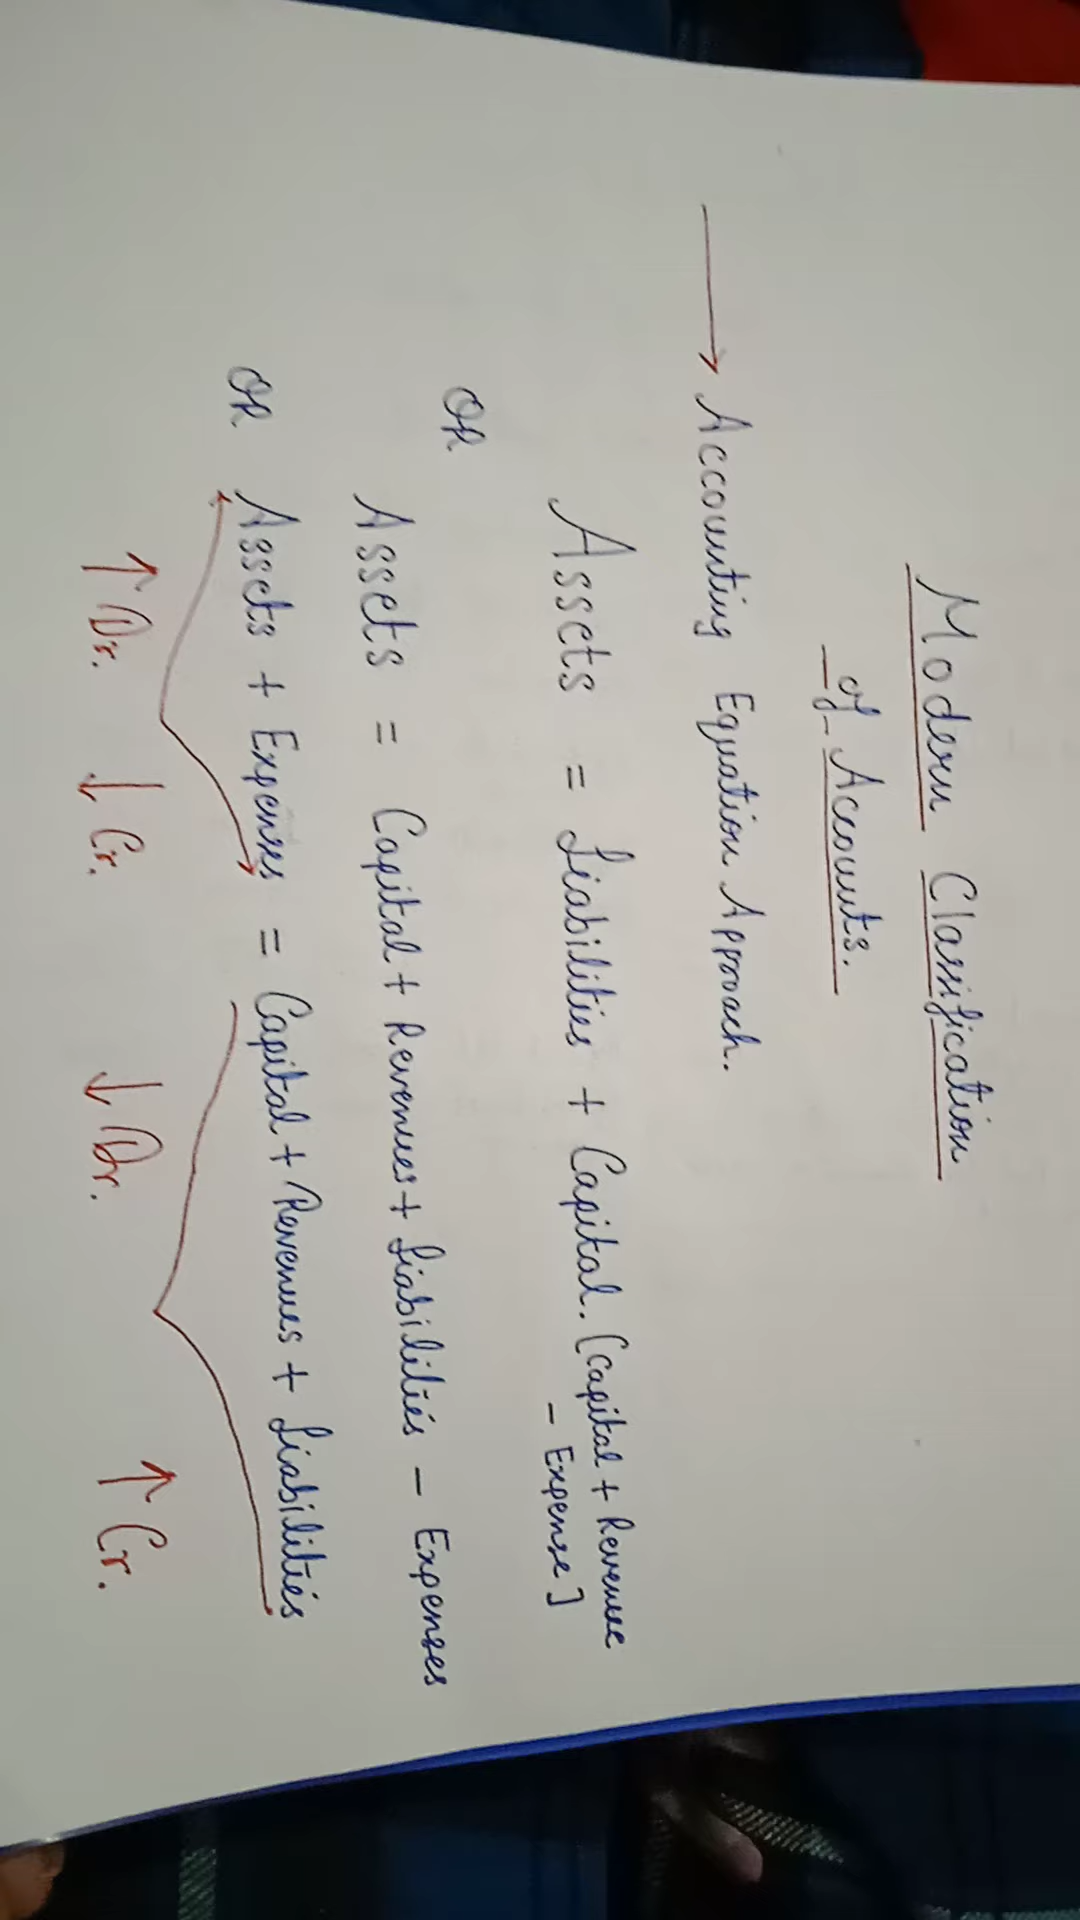 Modern Classification
of Accounts.
→ Accounting Equation Approach.
Assets = Liabilities + Capital. (capital + Revenue
- Expense]
OR
Assets = Capital + Revenues + Liabilities - Expenses
OR Assets + Expenses = Capital + Revenues + Liabilities
↑ Dr. ↓ Cr. ↓ Dr. ↑ Cr.